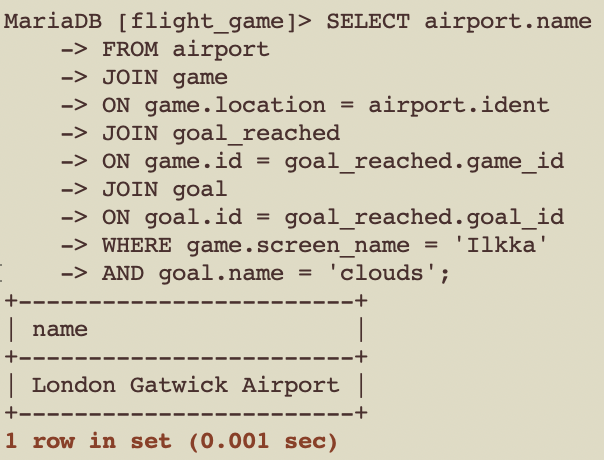 MariaDB [flight_game]> SELECT airport.name
    -> FROM airport
    -> JOIN game
    -> ON game.location = airport.ident
    -> JOIN goal_reached
    -> ON game.id = goal_reached.game_id
    -> JOIN goal
    -> ON goal.id = goal_reached.goal_id
    -> WHERE game.screen_name = 'Ilkka'
    -> AND goal.name = 'clouds';
+------------------------+
| name                   |
+------------------------+
| London Gatwick Airport |
+------------------------+
1 row in set (0.001 sec)